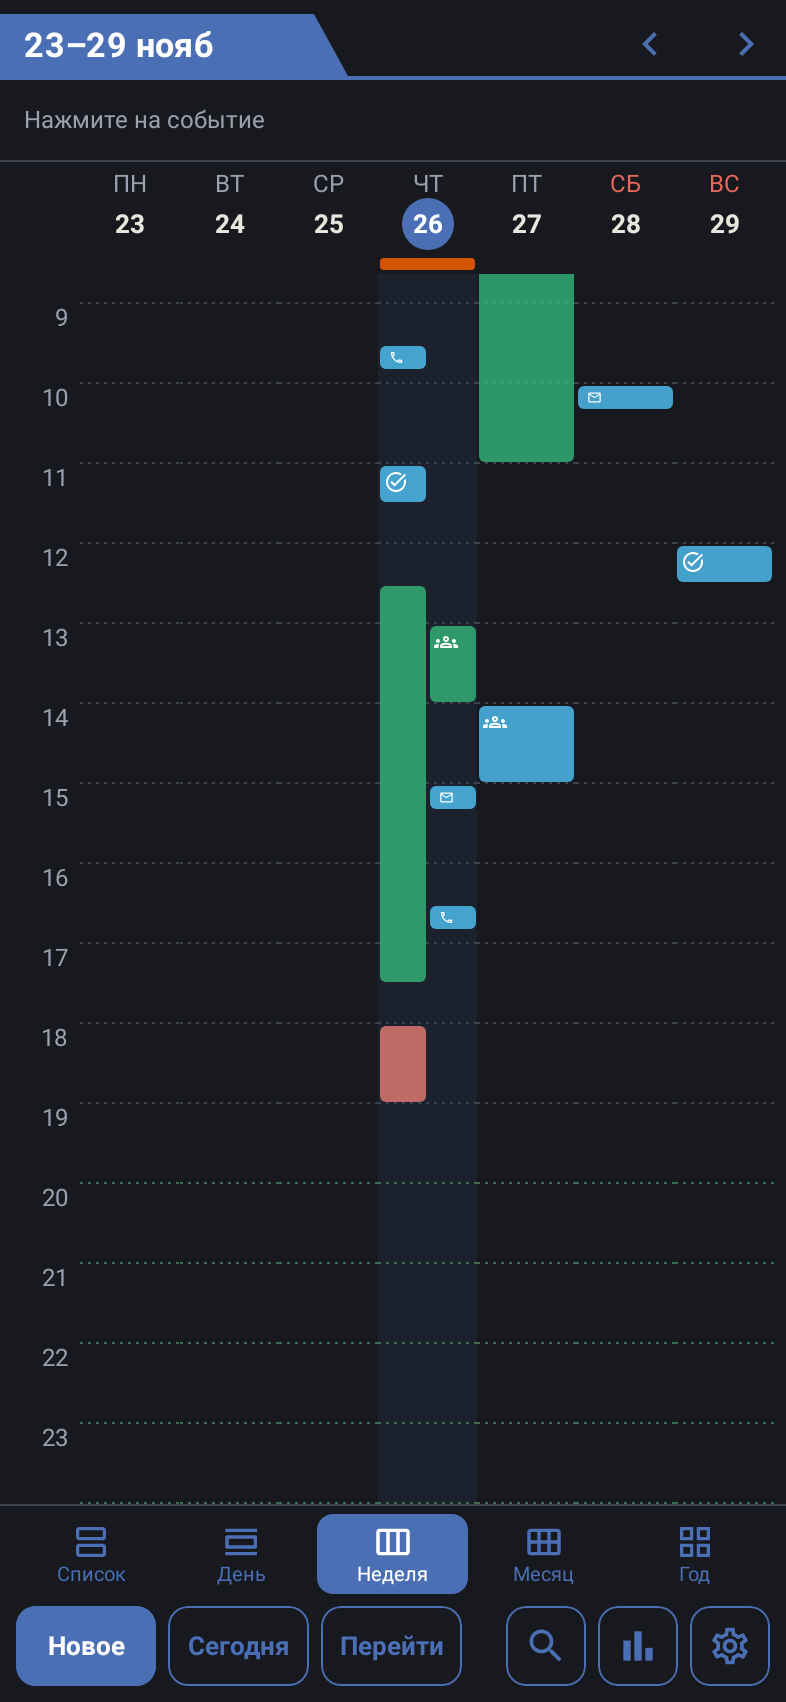 23–29 нояб
Нажмите на событие
ПН ВТ СР ЧТ ПТ СБ ВС
23 24 25 26 27 28 29
9
10
11
12
13
14
15
16
17
18
19
20
21
22
23
Список День Неделя Месяц Год
Новое Сегодня Перейти